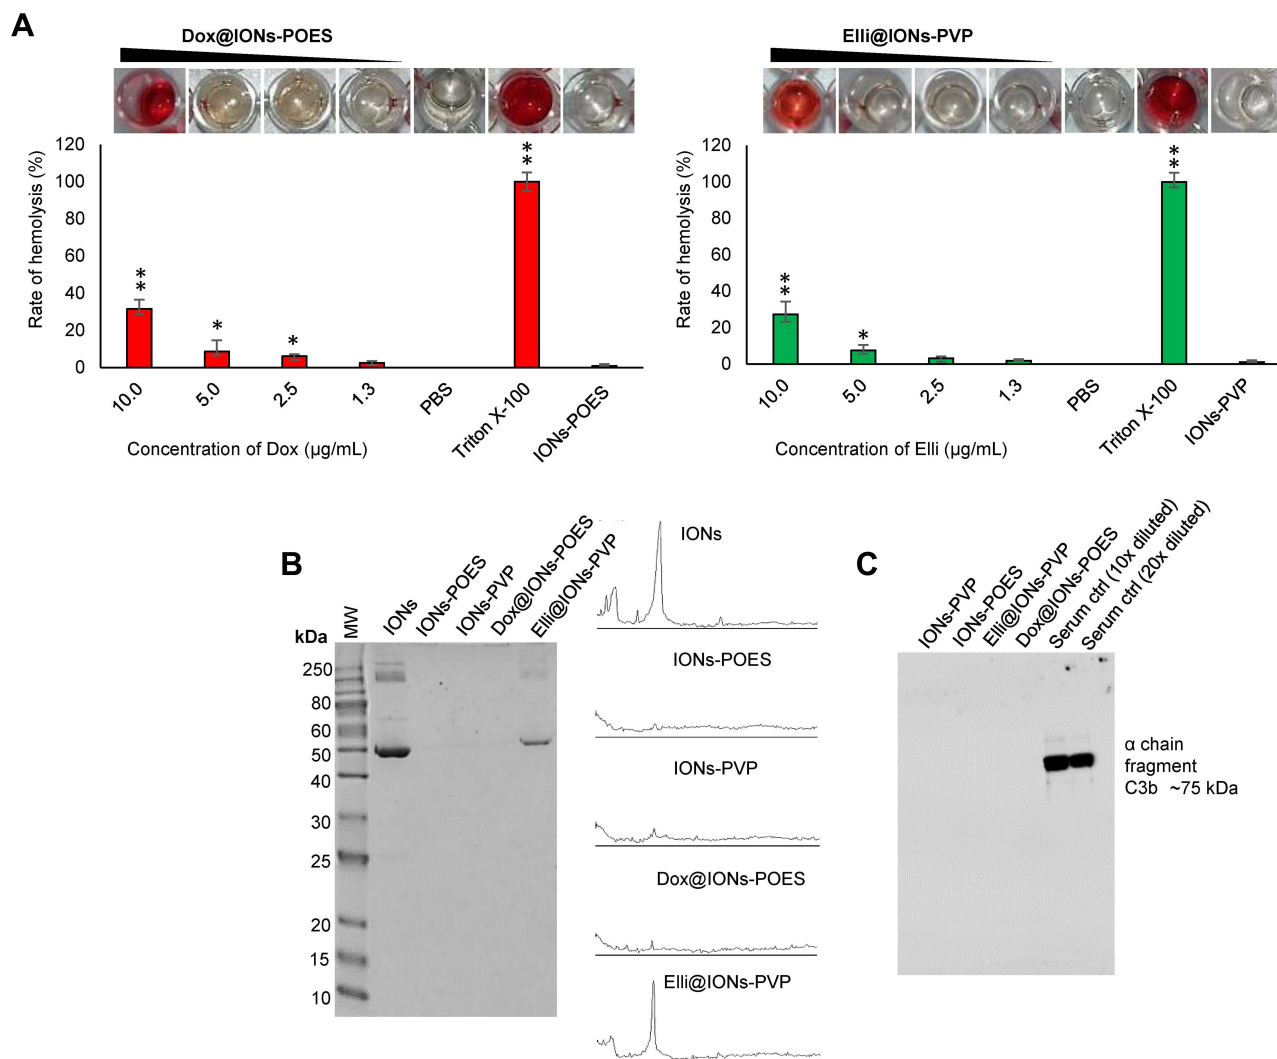 A
Dox@IONs-POES
Rate of hemolysis (%)
120
100
80
60
40
20
0
**
*
*
**
10.0
5.0
2.5
1.3
PBS
Triton X-100
IONs-POES
Concentration of Dox (µg/mL)
Elli@IONs-PVP
Rate of hemolysis (%)
120
100
80
60
40
20
0
**
*
**
10.0
5.0
2.5
1.3
PBS
Triton X-100
IONs-PVP
Concentration of Elli (µg/mL)
B
kDa
MW
IONs
IONs-POES
IONs-PVP
Dox@IONs-POES
Elli@IONs-PVP
250
80
60
50
40
30
25
20
15
10
IONs
IONs-POES
IONs-PVP
Dox@IONs-POES
Elli@IONs-PVP
C
IONs-PVP
IONs-POES
Elli@IONs-PVP
Dox@IONs-POES
Serum ctrl (10x diluted)
Serum ctrl (20x diluted)
α chain
fragment
C3b ~75 kDa